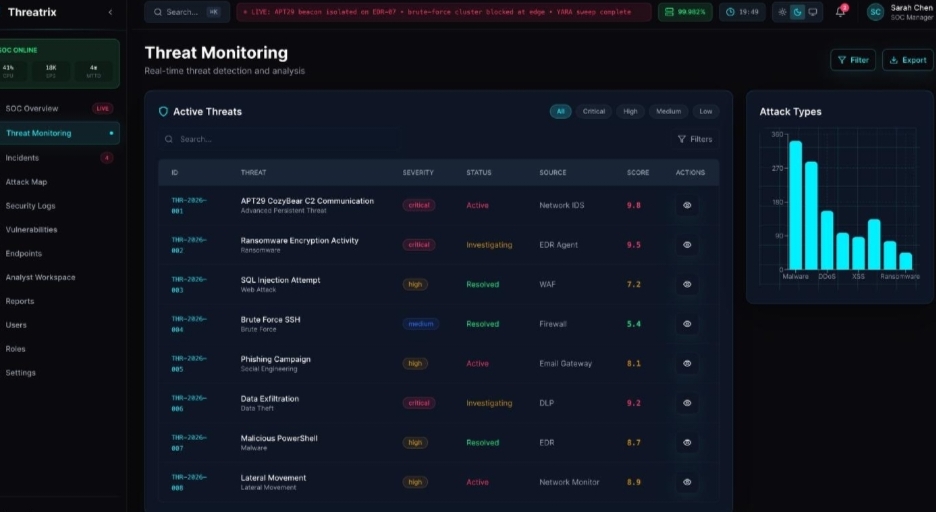 Threatrix
Search...
⌘K
• LIVE: APT29 beacon isolated on EDR-07 • brute-force cluster blocked at edge • YARA sweep complete
99.982%
19:49
Sarah Chen
SOC Manager
SC
SOC ONLINE
41%
18K
4m
CPU
EPS
MTTD
SOC Overview
LIVE
Threat Monitoring
Incidents
4
Attack Map
Security Logs
Vulnerabilities
Endpoints
Analyst Workspace
Reports
Users
Roles
Settings
Threat Monitoring
Real-time threat detection and analysis
Filter
Export
Active Threats
All
Critical
High
Medium
Low
Search...
Filters
ID
THREAT
SEVERITY
STATUS
SOURCE
SCORE
ACTIONS
THR-2026-
001
APT29 CozyBear C2 Communication
Advanced Persistent Threat
critical
Active
Network IDS
9.8
THR-2026-
002
Ransomware Encryption Activity
Ransomware
critical
Investigating
EDR Agent
9.5
THR-2026-
003
SQL Injection Attempt
Web Attack
high
Resolved
WAF
7.2
THR-2026-
004
Brute Force SSH
Brute Force
medium
Resolved
Firewall
5.4
THR-2026-
005
Phishing Campaign
Social Engineering
high
Active
Email Gateway
8.1
THR-2026-
006
Data Exfiltration
Data Theft
critical
Investigating
DLP
9.2
THR-2026-
007
Malicious PowerShell
Malware
high
Resolved
EDR
8.7
THR-2026-
008
Lateral Movement
Lateral Movement
high
Active
Network Monitor
8.9
Attack Types
360
270
180
90
0
Malware
DDoS
XSS
Ransomware